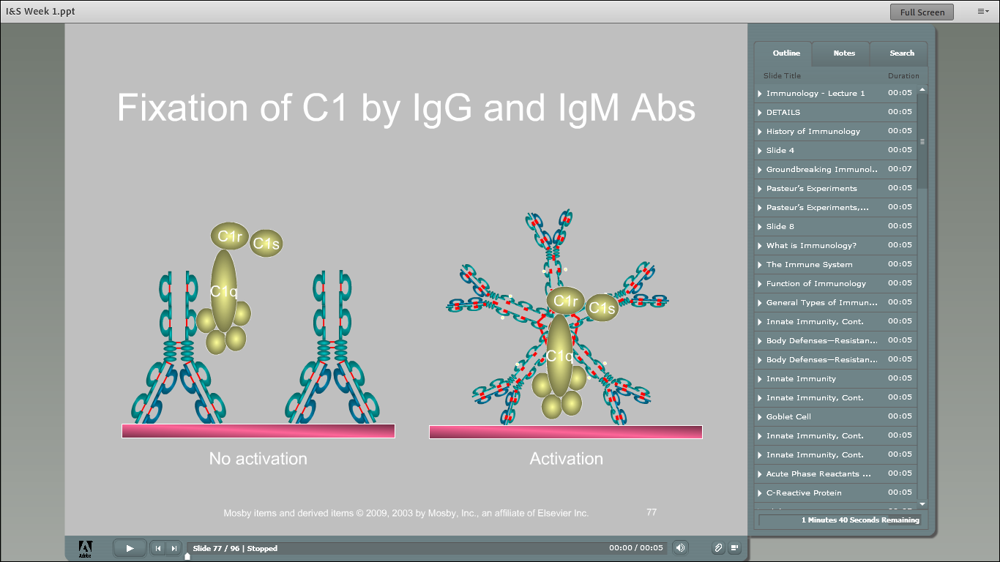 I&S Week 1.ppt
Full Screen
Fixation of C1 by IgG and IgM Abs
C1r
C1s
C1q
C1r
C1s
C1q
No activation
Activation
Mosby items and derived items © 2009, 2003 by Mosby, Inc., an affiliate of Elsevier Inc.
77
Outline Notes Search
Slide Title Duration
Immunology - Lecture 1 00:05
DETAILS 00:05
History of Immunology 00:05
Slide 4 00:05
Groundbreaking Immunol.. 00:07
Pasteur’s Experiments 00:05
Pasteur’s Experiments,... 00:05
Slide 8 00:05
What is Immunology? 00:05
The Immune System 00:05
Function of Immunology 00:05
General Types of Immun... 00:05
Innate Immunity, Cont. 00:05
Body Defenses—Resistan... 00:05
Body Defenses—Resistan... 00:05
Innate Immunity 00:05
Innate Immunity, Cont. 00:05
Goblet Cell 00:05
Innate Immunity, Cont. 00:05
Innate Immunity, Cont. 00:05
Acute Phase Reactants ... 00:05
C-Reactive Protein 00:05
1 Minutes 40 Seconds Remaining
Adobe
Slide 77 / 96 | Stopped
00:00 / 00:05